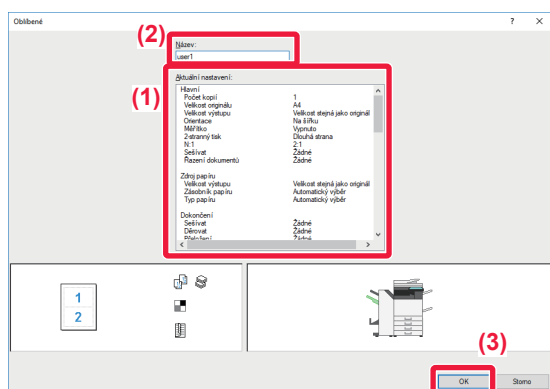 Oblíbené ? ✕
(2)
Název:
user1
Aktuální nastavení:
(1)
Hlavní
Počet kopií 1
Velikost originálu A4
Velikost výstupu Velikost stejná jako originál
Orientace Na šířku
Měřítko Vypnuto
2-stranný tisk Dlouhá strana
N:1 2:1
Sešívat Žádné
Řazení dokumentů Žádné
Zdroj papíru
Velikost výstupu Velikost stejná jako originál
Zásobník papíru Automatický výběr
Typ papíru Automatický výběr
Dokončení
Sešívat Žádné
Děrovat Žádné
Přeložení Žádné
1
2
(3)
OK Storno